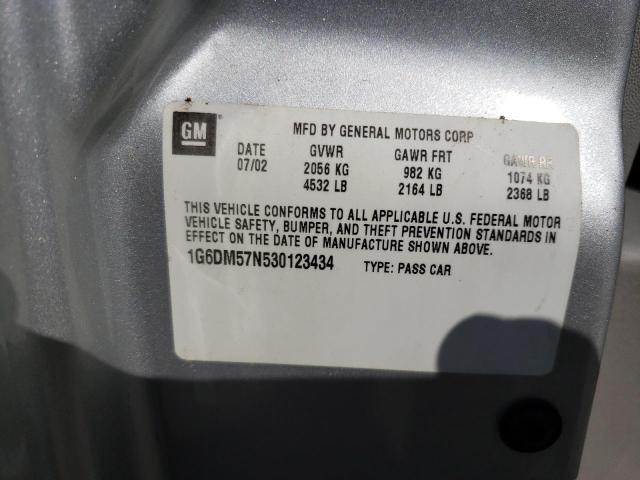 GM
MFD BY GENERAL MOTORS CORP
DATE GVWR GAWR FRT GAWR RR
07/02 2056 KG 982 KG 1074 KG
4532 LB 2164 LB 2368 LB
THIS VEHICLE CONFORMS TO ALL APPLICABLE U.S. FEDERAL MOTOR
VEHICLE SAFETY, BUMPER, AND THEFT PREVENTION STANDARDS IN
EFFECT ON THE DATE OF MANUFACTURE SHOWN ABOVE.
1G6DM57N530123434 TYPE: PASS CAR